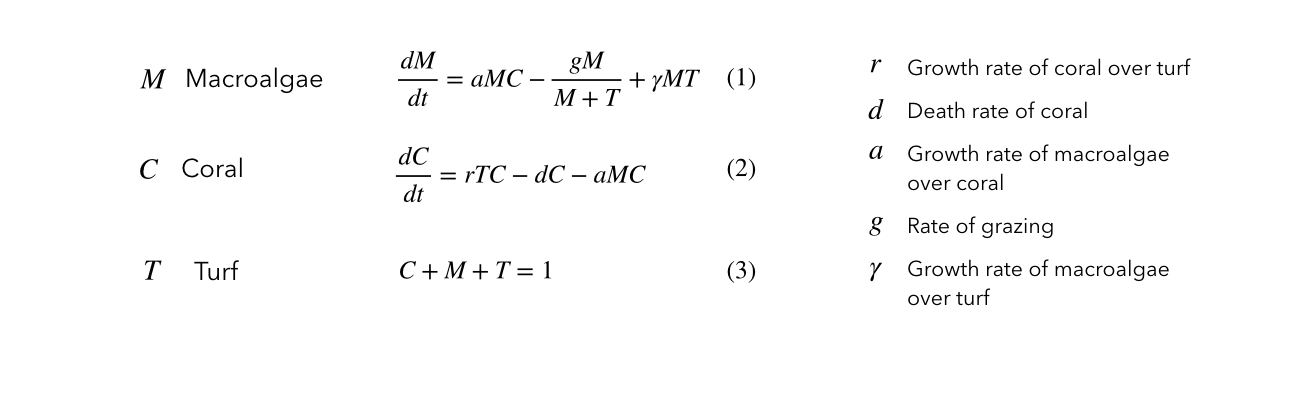 M Macroalgae dM/dt = aMC − gM/(M + T) + γMT (1)
C Coral dC/dt = rTC − dC − aMC (2)
T Turf C + M + T = 1 (3)
r Growth rate of coral over turf
d Death rate of coral
a Growth rate of macroalgae
over coral
g Rate of grazing
γ Growth rate of macroalgae
over turf